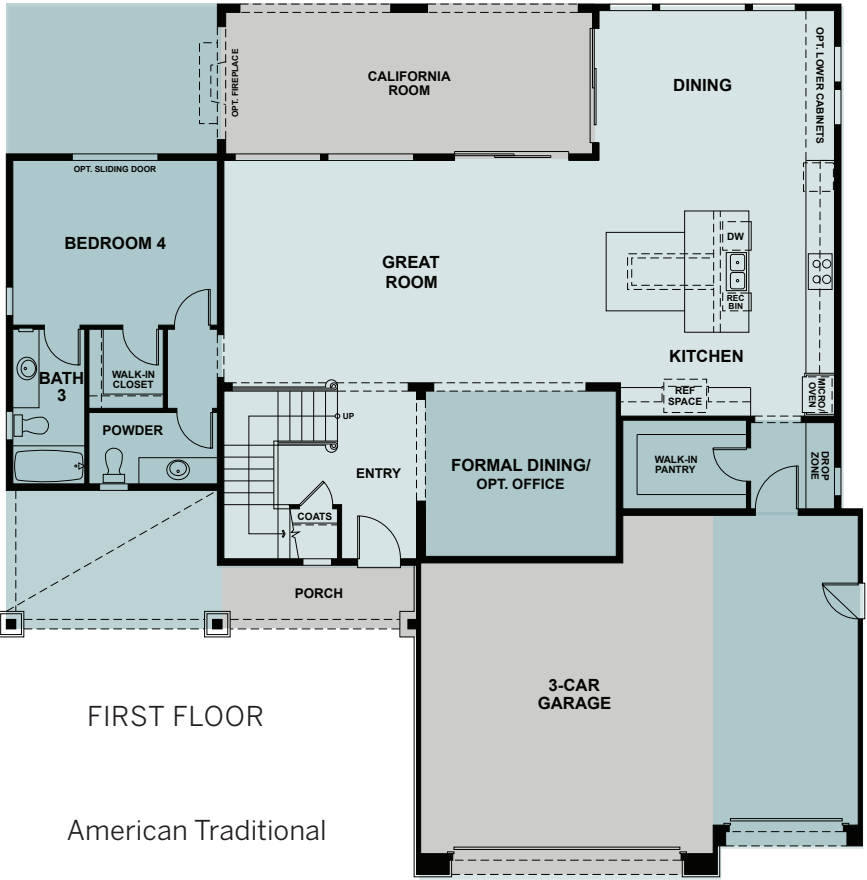 OPT. FIREPLACE
CALIFORNIA
ROOM
DINING
OPT. LOWER CABINETS
OPT. SLIDING DOOR
BEDROOM 4
GREAT
ROOM
DW
REC
BIN
KITCHEN
BATH
3
WALK-IN
CLOSET
POWDER
UP
REF
SPACE
MICRO/
OVEN
ENTRY
FORMAL DINING/
OPT. OFFICE
WALK-IN
PANTRY
DROP
ZONE
COATS
PORCH
3-CAR
GARAGE
FIRST FLOOR
American Traditional